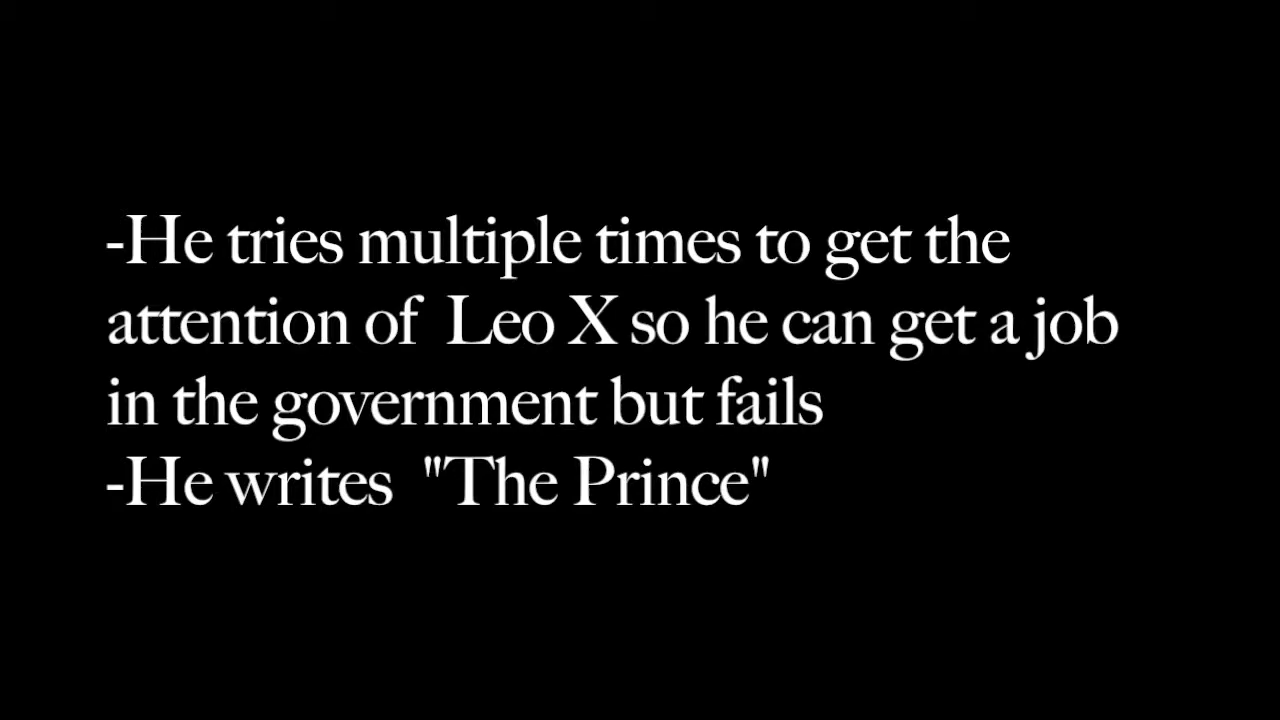 -He tries multiple times to get the
attention of  Leo X so he can get a job
in the government but fails
-He writes  "The Prince"